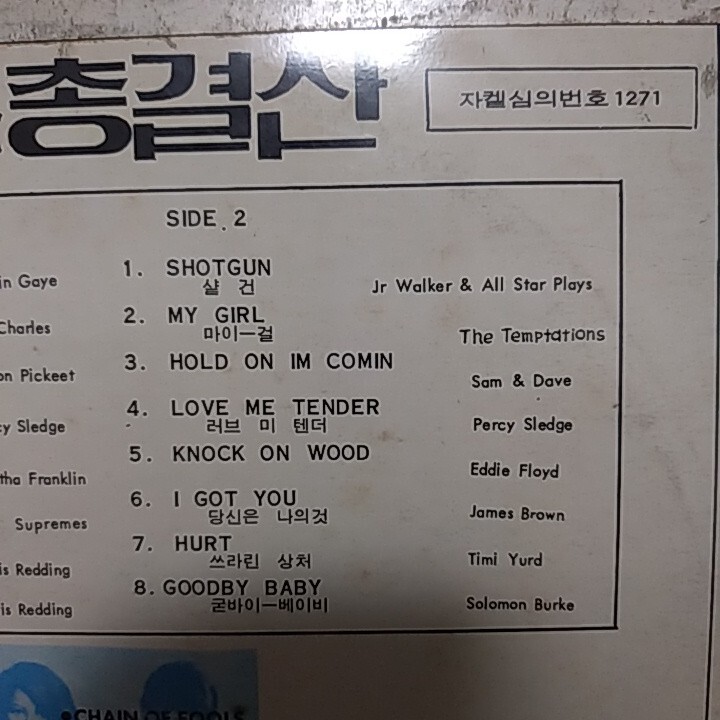 총결산
자켈심의번호 1271
SIDE. 2
in Gaye
Charles
on Pickeet
cy Sledge
tha Franklin
Supremes
is Redding
is Redding
1. SHOTGUN Jr Walker & All Star Plays
샽 건
2. MY GIRL The Temptations
마이―걸
3. HOLD ON IM COMIN Sam & Dave
4. LOVE ME TENDER Percy Sledge
러브 미 텐더
5. KNOCK ON WOOD Eddie Floyd
6. I GOT YOU James Brown
당신은 나의것
7. HURT Timi Yurd
쓰라린 상처
8. GOODBY BABY Solomon Burke
굳바이―베이비
●CHAIN OF FOOLS